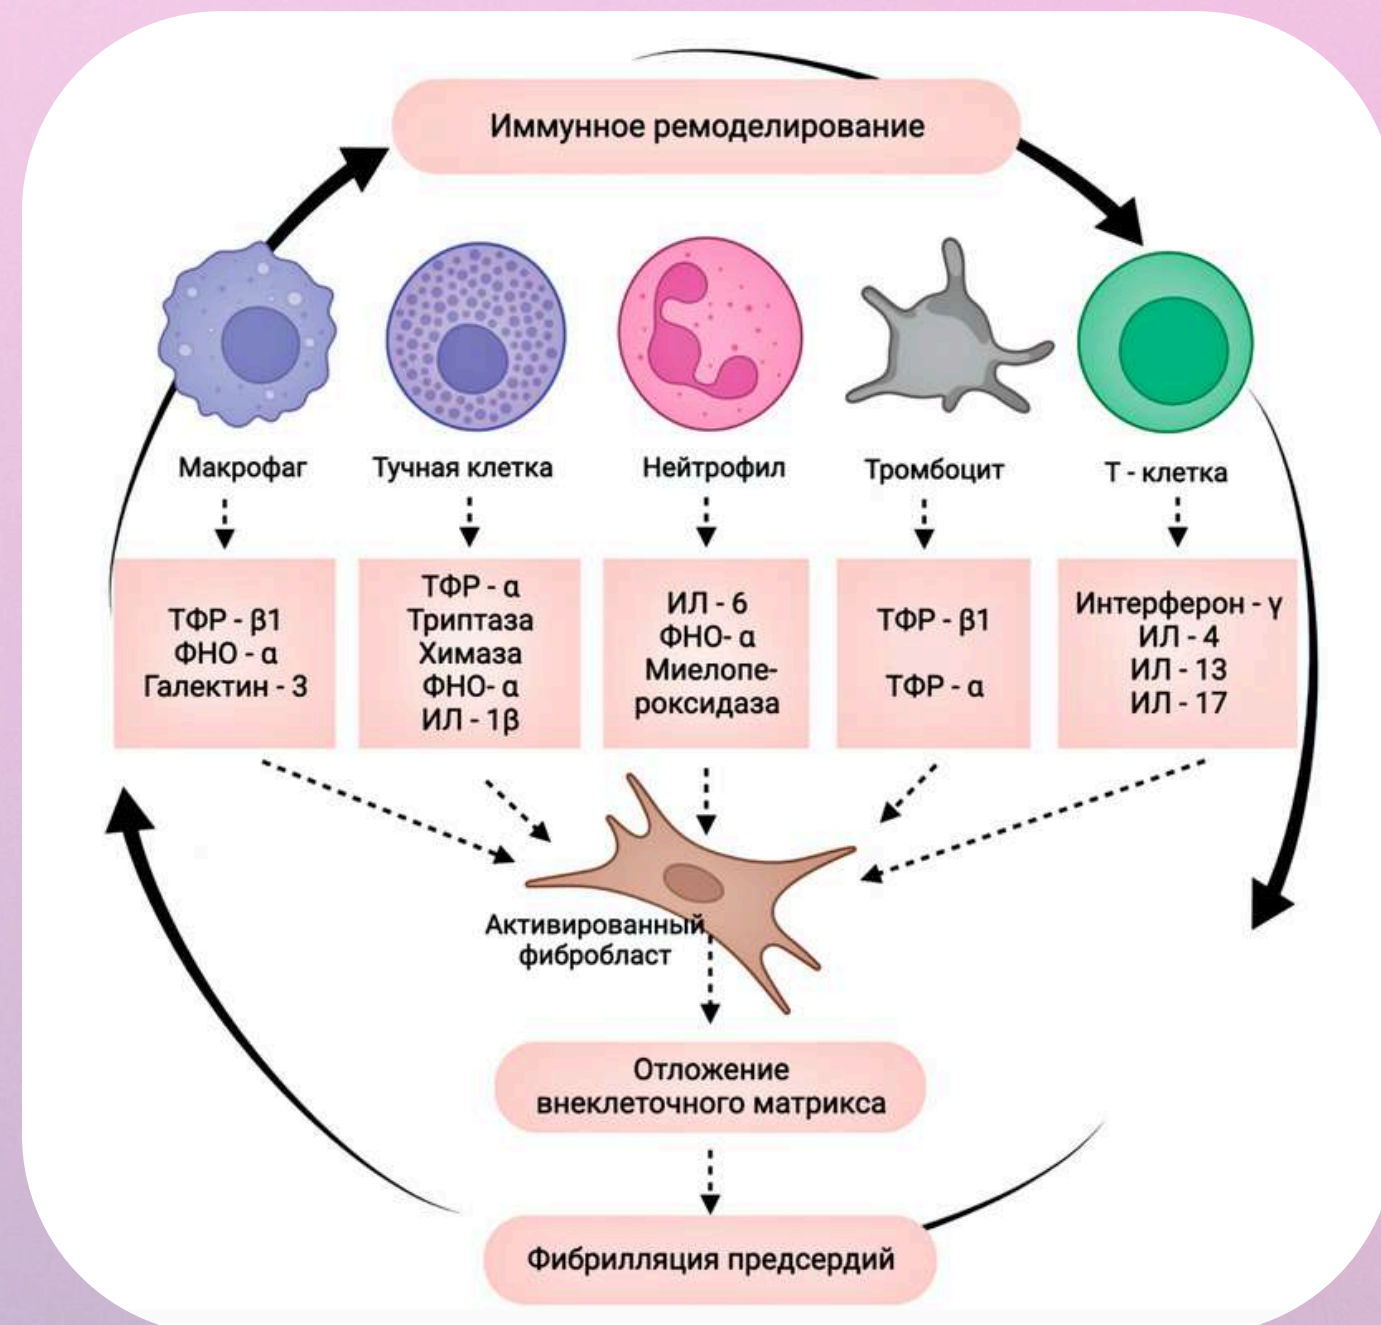 Иммунное ремоделирование
Макрофаг
Тучная клетка
Нейтрофил
Тромбоцит
Т - клетка
ТФР - β1
ФНО - α
Галектин - 3
ТФР - α
Триптаза
Химаза
ФНО- α
ИЛ - 1β
ИЛ - 6
ФНО- α
Миелопе-
роксидаза
ТФР - β1
ТФР - α
Интерферон - γ
ИЛ - 4
ИЛ - 13
ИЛ - 17
Активированный
фибробласт
Отложение
внеклеточного матрикса
Фибрилляция предсердий